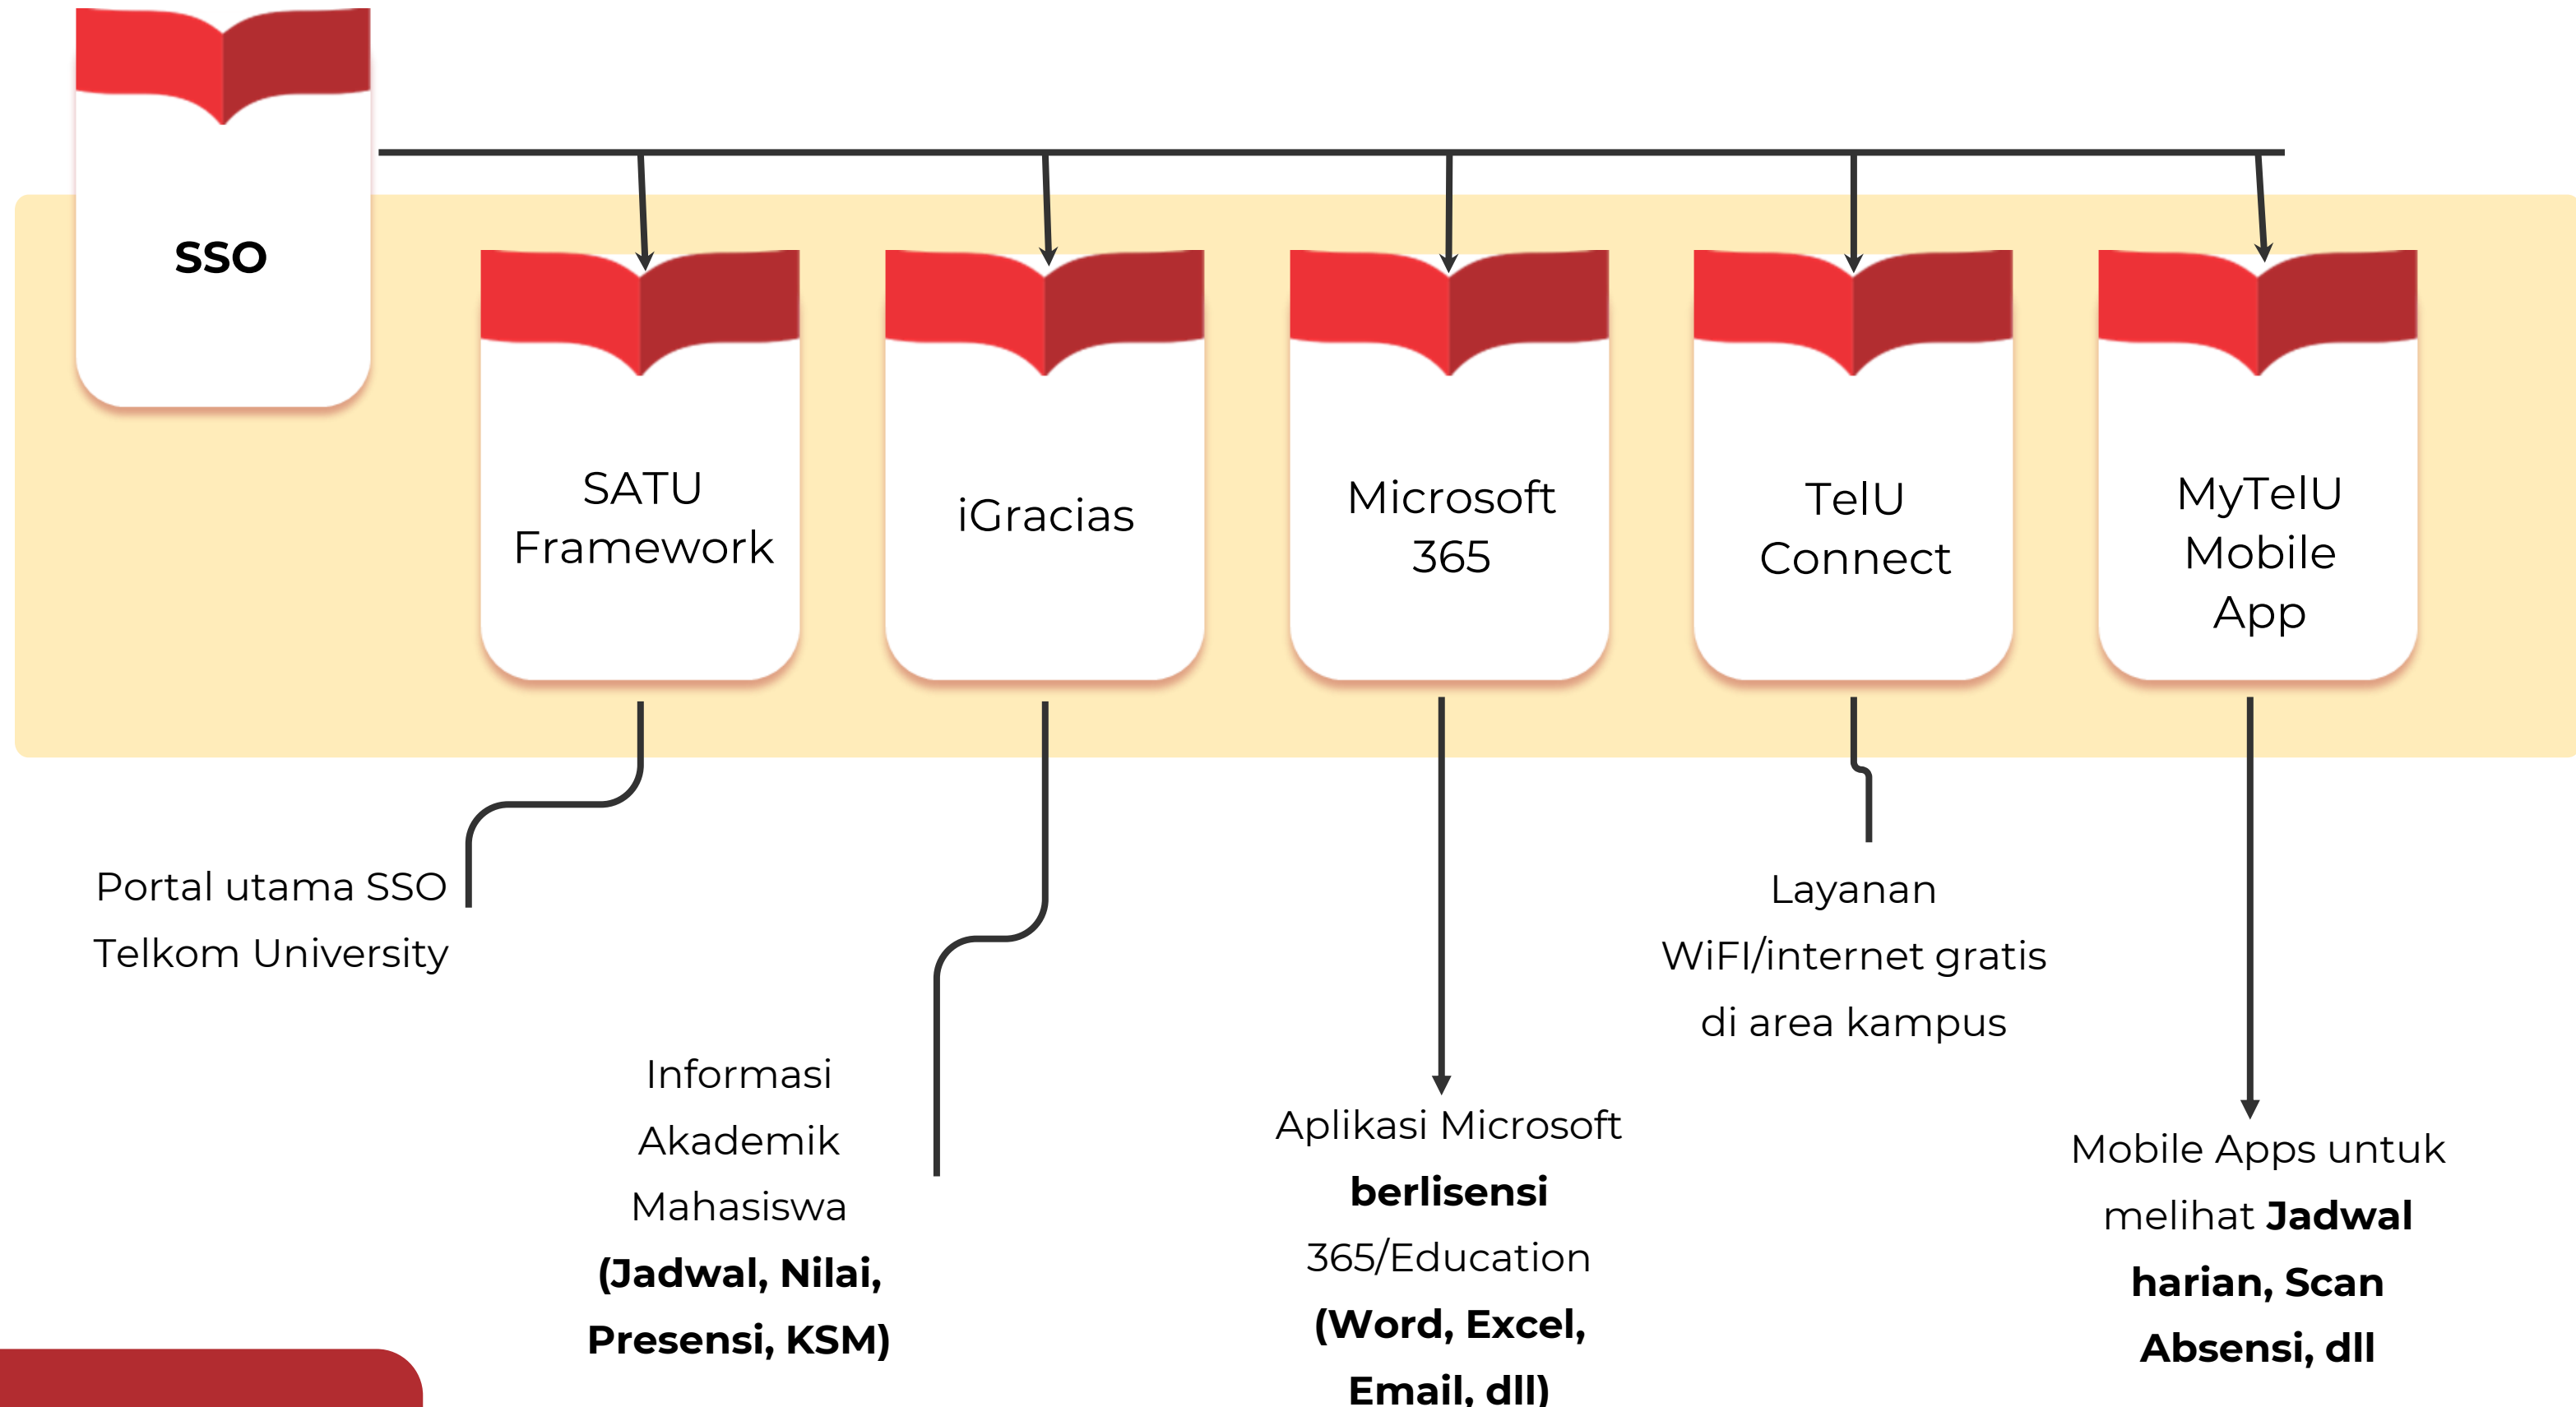 SSO
SATU
Framework
iGracias
Microsoft
365
TelU
Connect
MyTelU
Mobile
App
Portal utama SSO
Telkom University
Informasi
Akademik
Mahasiswa
(Jadwal, Nilai,
Presensi, KSM)
Aplikasi Microsoft
berlisensi
365/Education
(Word, Excel,
Email, dll)
Layanan
WiFI/internet gratis
di area kampus
Mobile Apps untuk
melihat Jadwal
harian, Scan
Absensi, dll